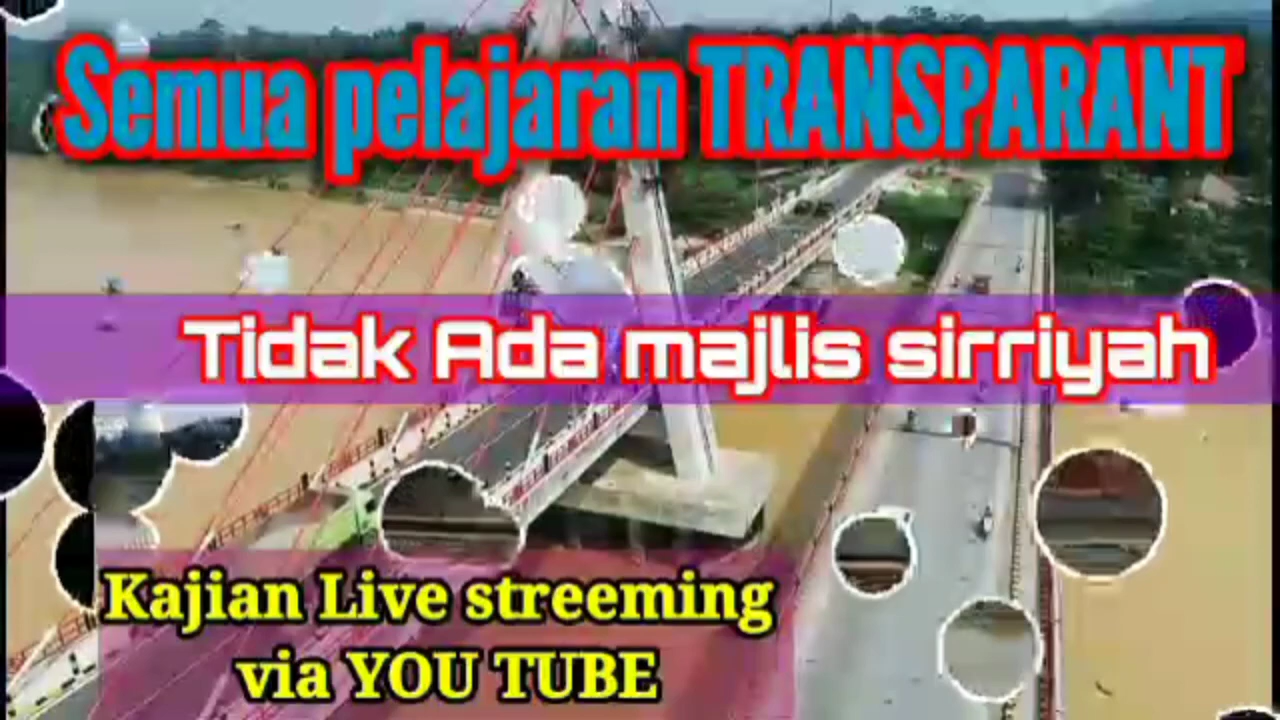 Semua pelajaran TRANSPARANT
Tidak Ada majlis sirriyah
Kajian Live streeming
via YOU TUBE